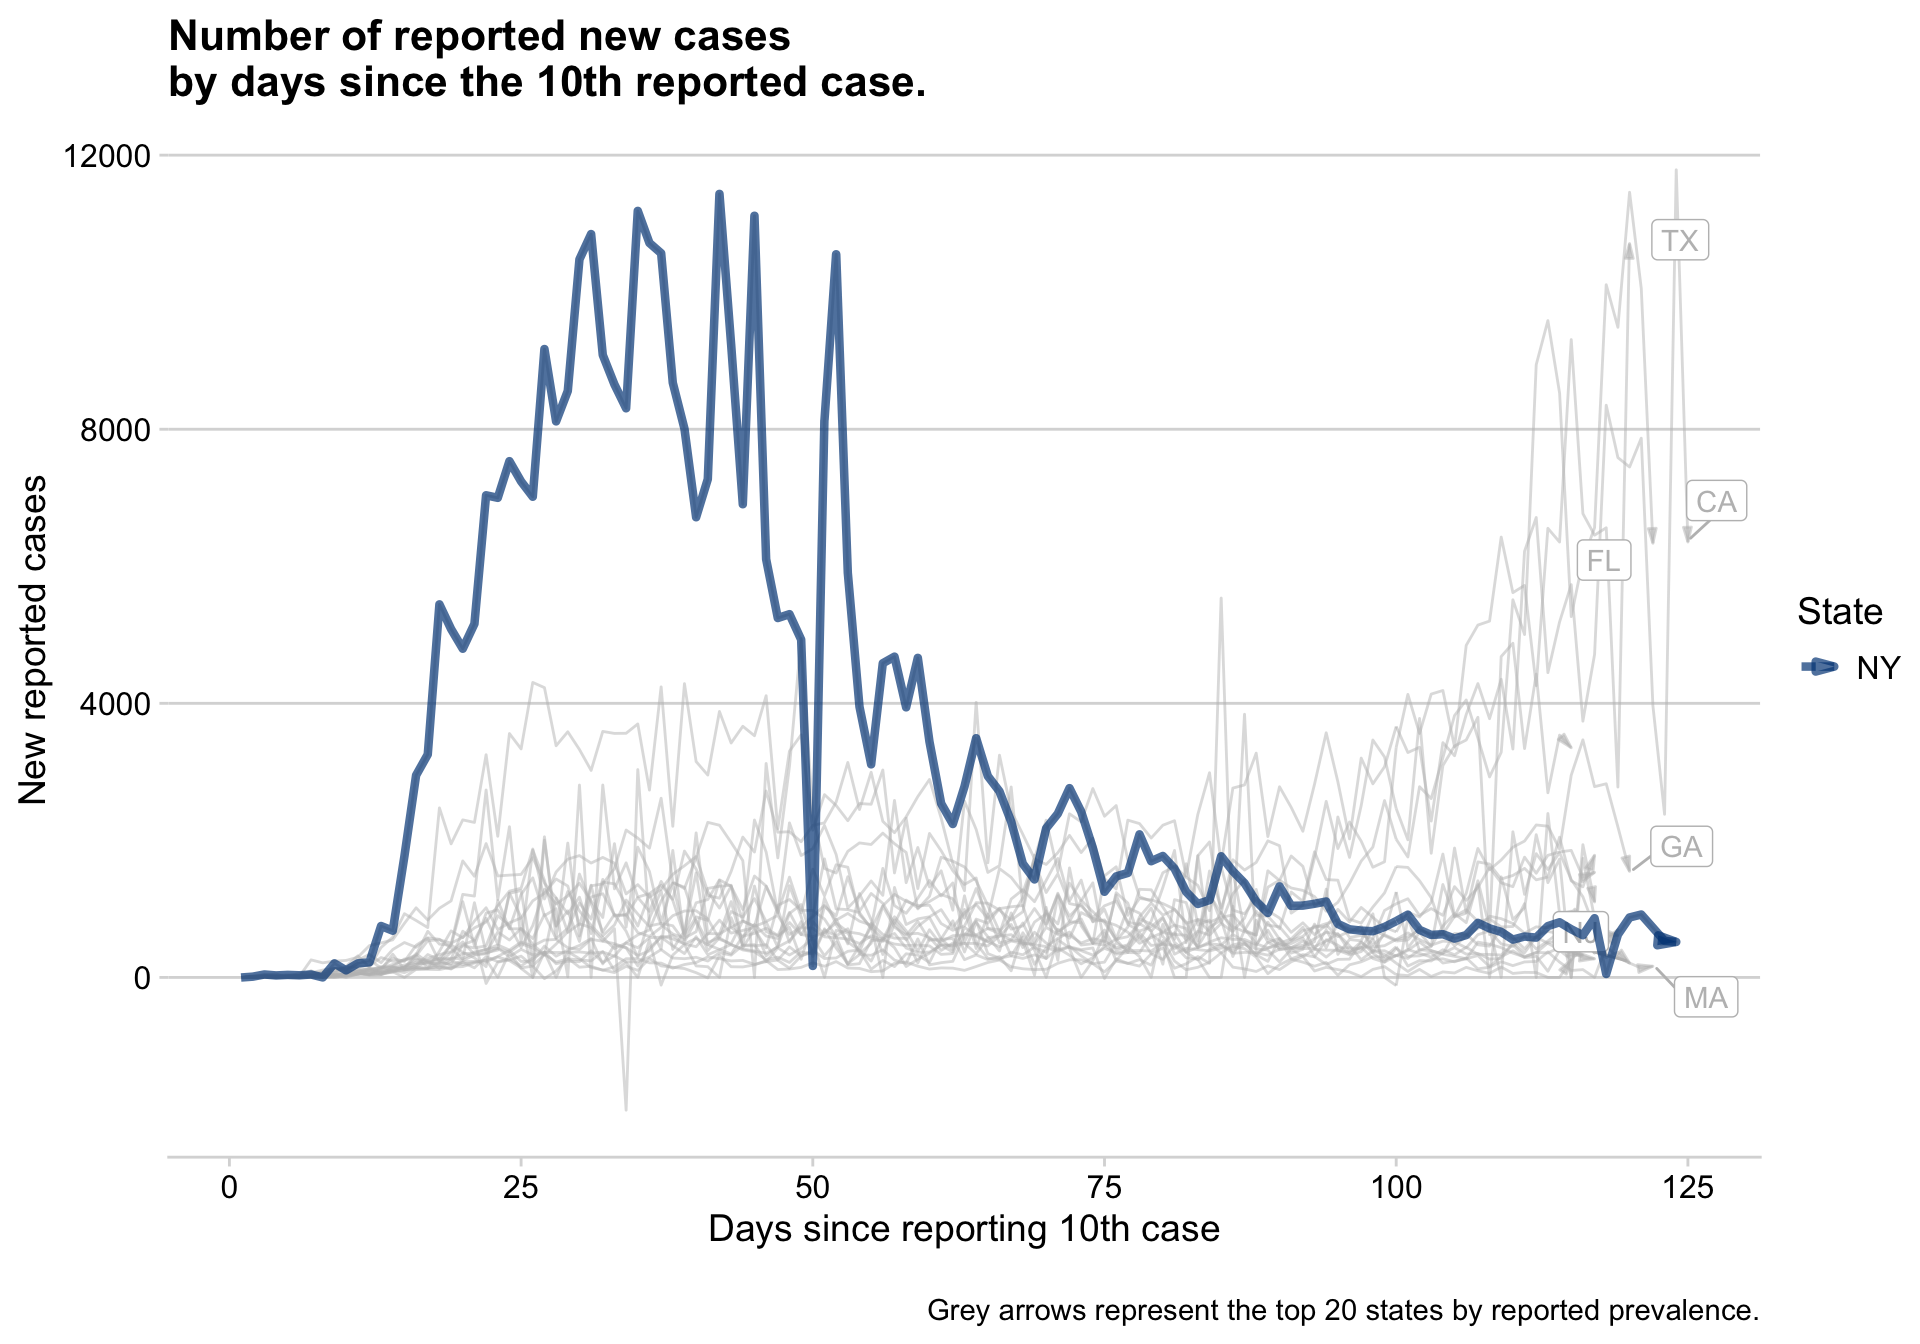 Number of reported new cases
by days since the 10th reported case.
12000
8000
4000
0
New reported cases
TX
CA
FL
GA
NJ
MA
State
NY
0 25 50 75 100 125
Days since reporting 10th case
Grey arrows represent the top 20 states by reported prevalence.